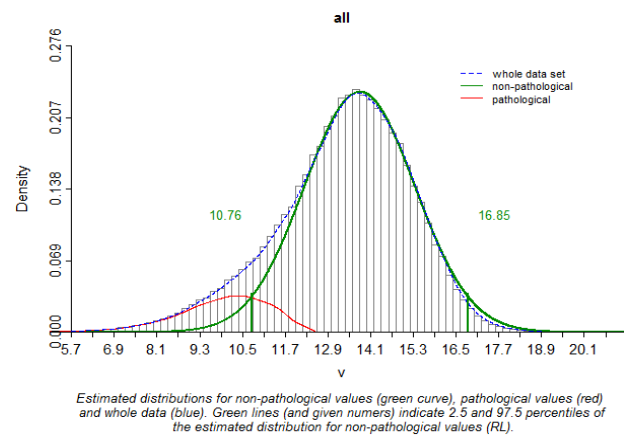 all
0.276
0.207
0.138
0.069
0.000
Density
whole data set
non-pathological
pathological
10.76
16.85
5.7 6.9 8.1 9.3 10.5 11.7 12.9 14.1 15.3 16.5 17.7 18.9 20.1
v
Estimated distributions for non-pathological values (green curve), pathological values (red)
and whole data (blue). Green lines (and given numers) indicate 2.5 and 97.5 percentiles of
the estimated distribution for non-pathological values (RL).